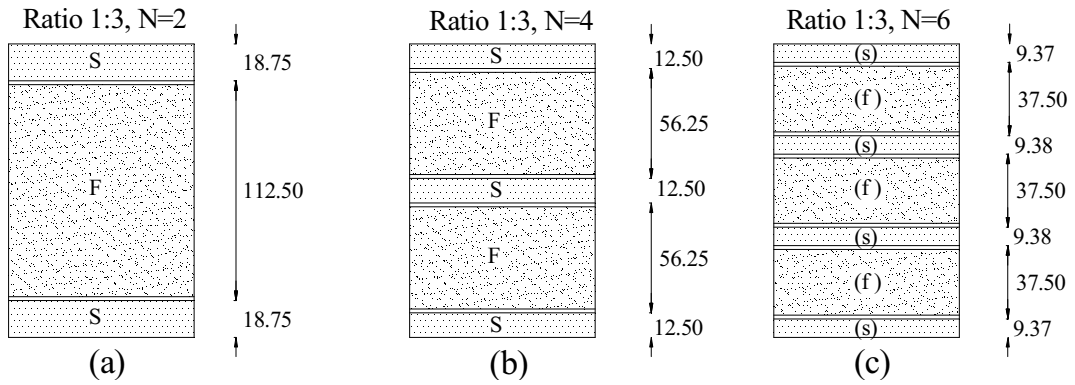 Ratio 1:3, N=2
S
F
S
18.75
112.50
18.75
(a)
Ratio 1:3, N=4
S
F
S
F
S
12.50
56.25
12.50
56.25
12.50
(b)
Ratio 1:3, N=6
(s)
(f )
(s)
(f)
(s)
(f )
(s)
9.37
37.50
9.38
37.50
9.38
37.50
9.37
(c)